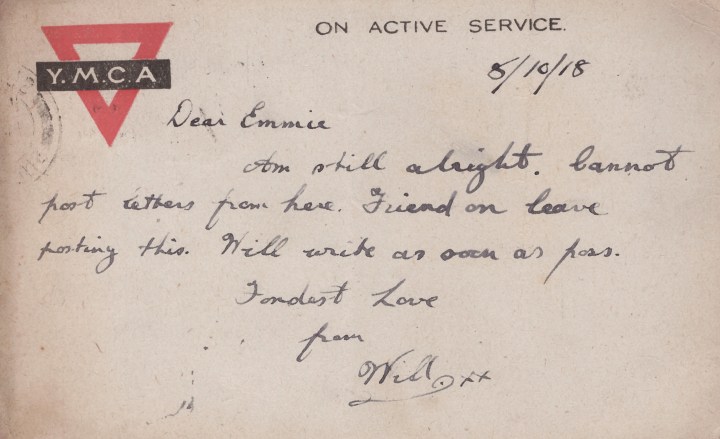 ON ACTIVE SERVICE.
Y.M.C.A
5/10/18
Dear Emmie
Am still alright. Cannot
post letters from here. Friend on leave
posting this. Will write as soon as poss.
Fondest Love
from
Will. xx